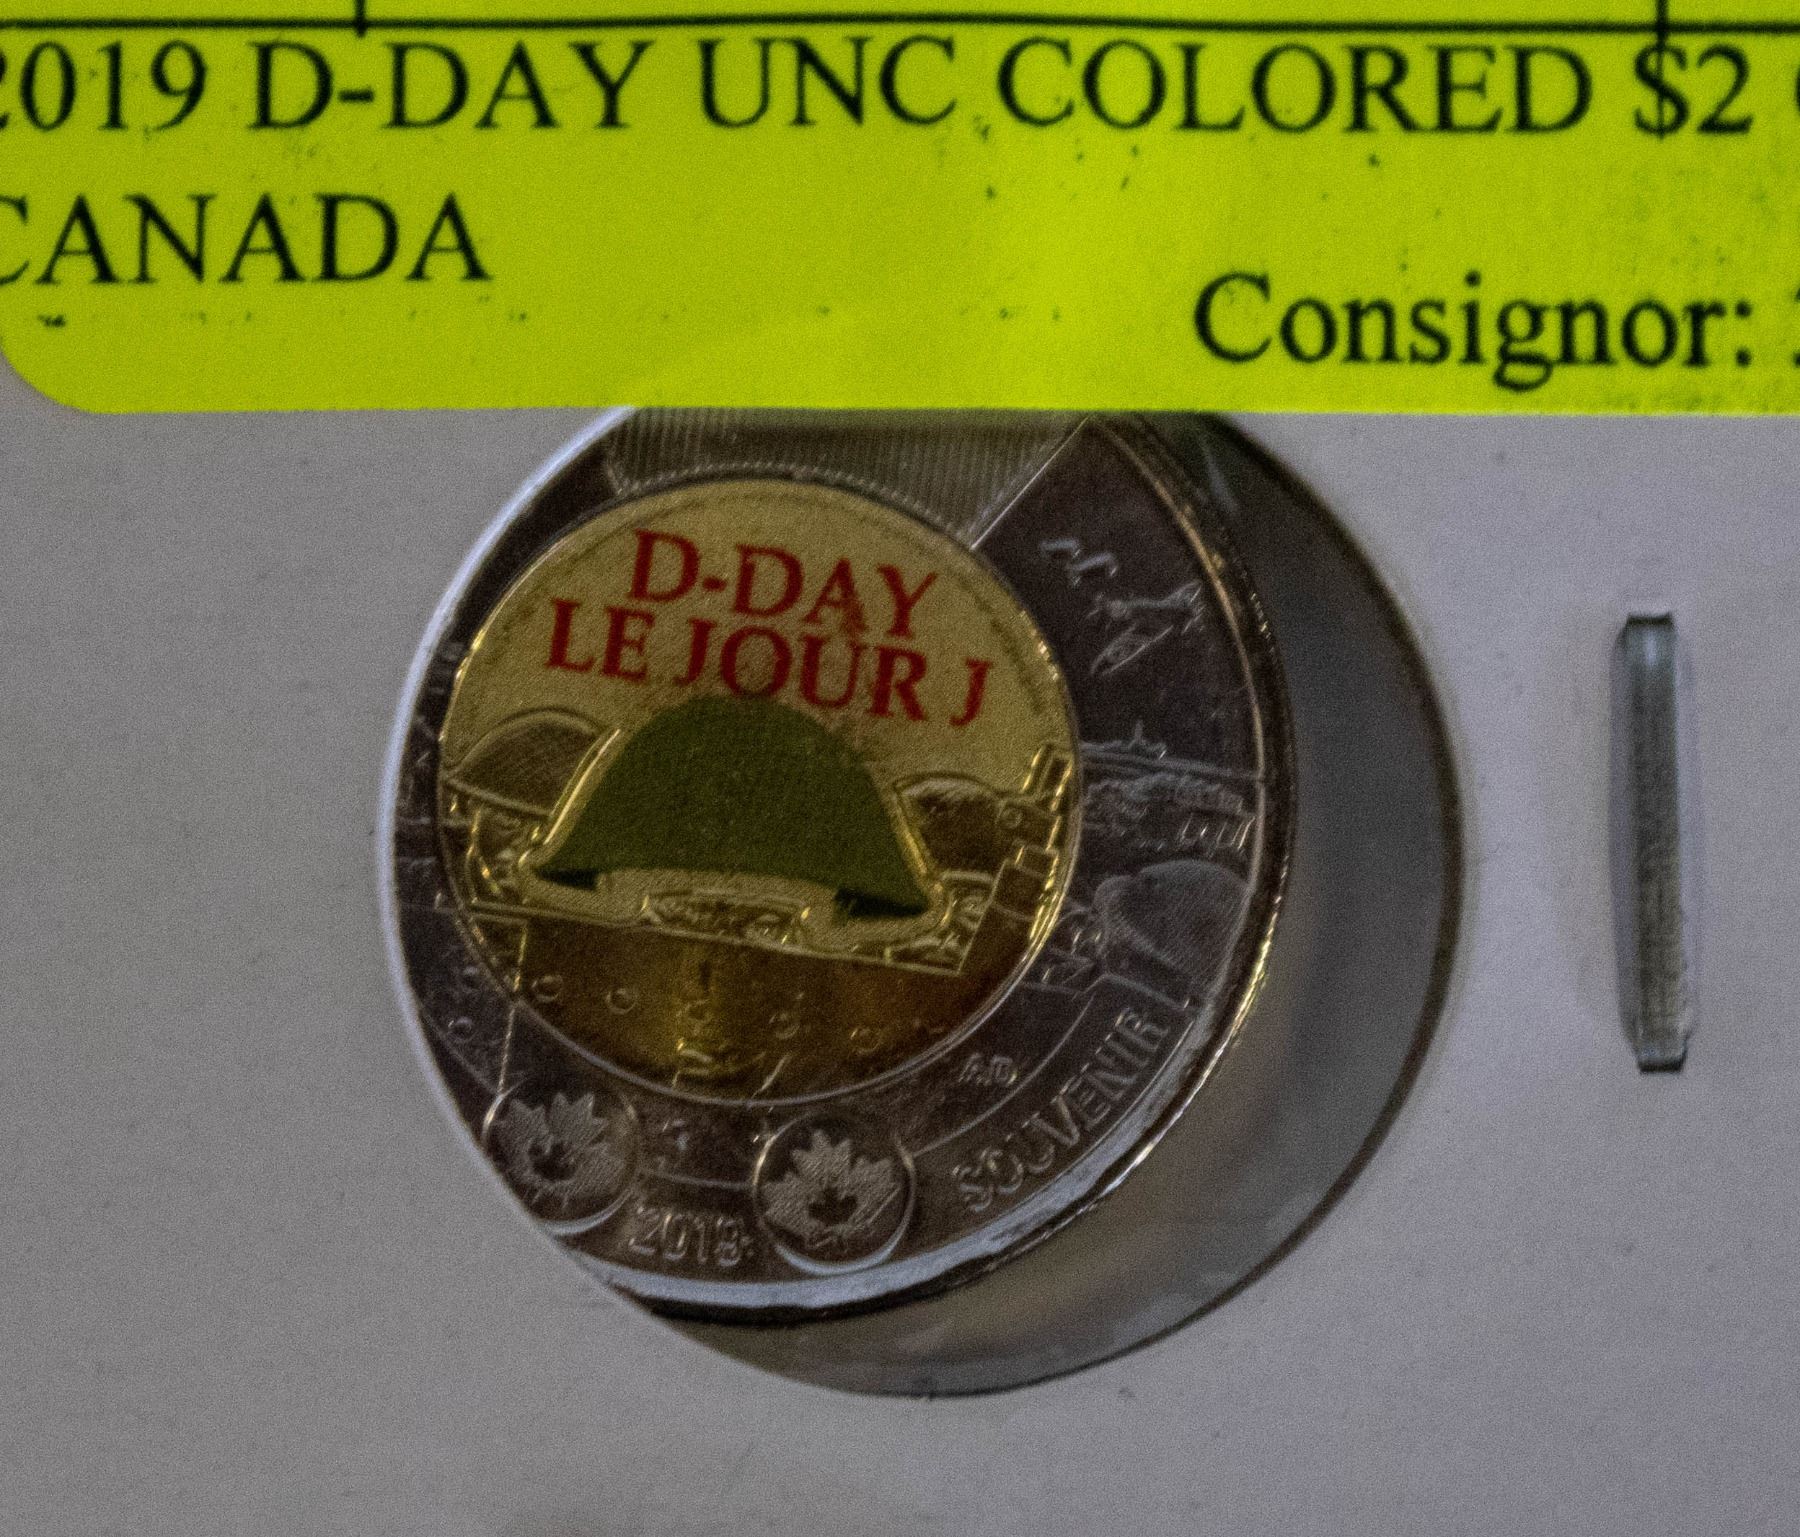 2019 D-DAY UNC COLORED $2
CANADA
Consignor:
D-DAY
LE JOUR J
A.D.
SOUVENIR
2019